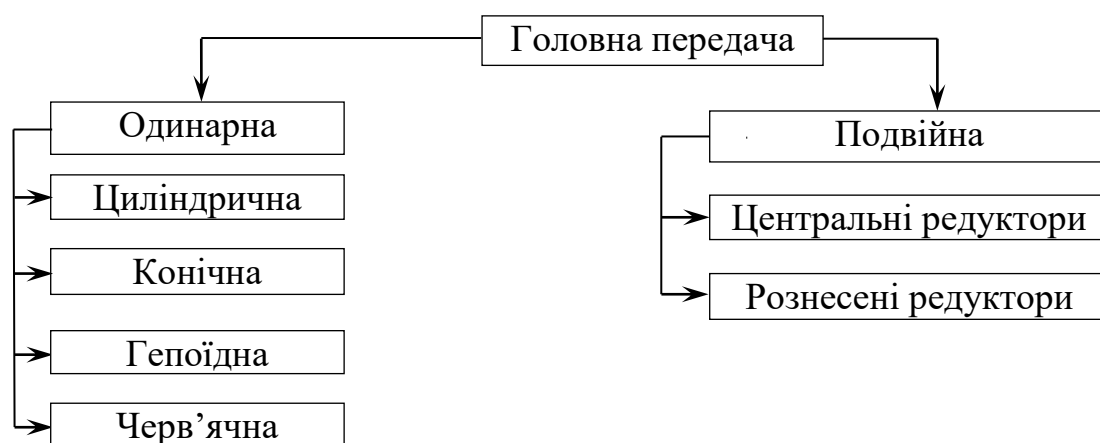 Головна передача
Одинарна
Циліндрична
Конічна
Гепоїдна
Черв’ячна
Подвійна
Центральні редуктори
Рознесені редуктори